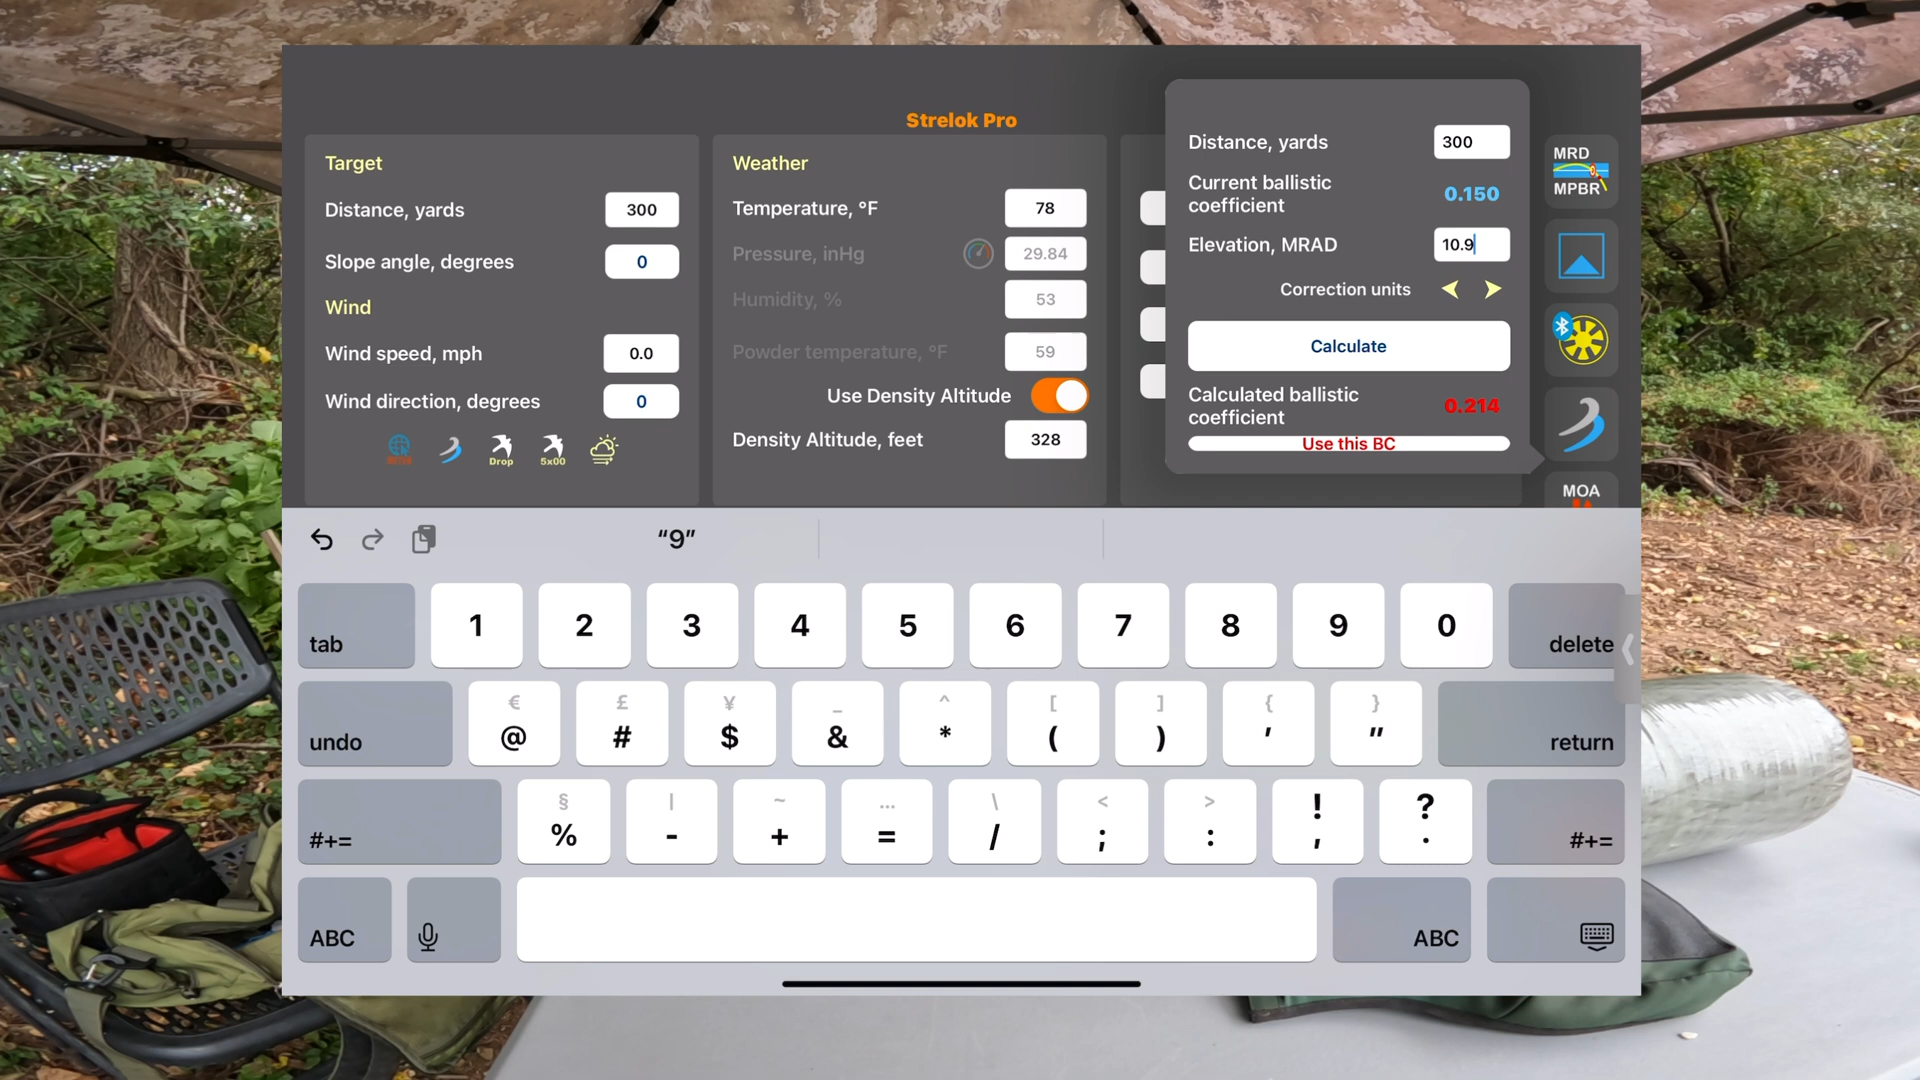 Strelok Pro
Target
Distance, yards 300
Slope angle, degrees 0
Wind
Wind speed, mph 0.0
Wind direction, degrees 0
Drop 5x00
Weather
Temperature, °F 78
Pressure, inHg 29.84
Humidity, % 53
Powder temperature, °F 59
Use Density Altitude
Density Altitude, feet 328
Distance, yards 300
Current ballistic
coefficient 0.150
Elevation, MRAD 10.9
Correction units
Calculate
Calculated ballistic
coefficient 0.214
Use this BC
MRD
MPBR
MOA
“9”
tab 1 2 3 4 5 6 7 8 9 0 delete
€ £ ¥ _ ^ [ ] { }
undo @ # $ & * ( ) ' " return
§ | ~ … \ < > ! ?
#+= % - + = / ; : , . #+=
ABC ABC